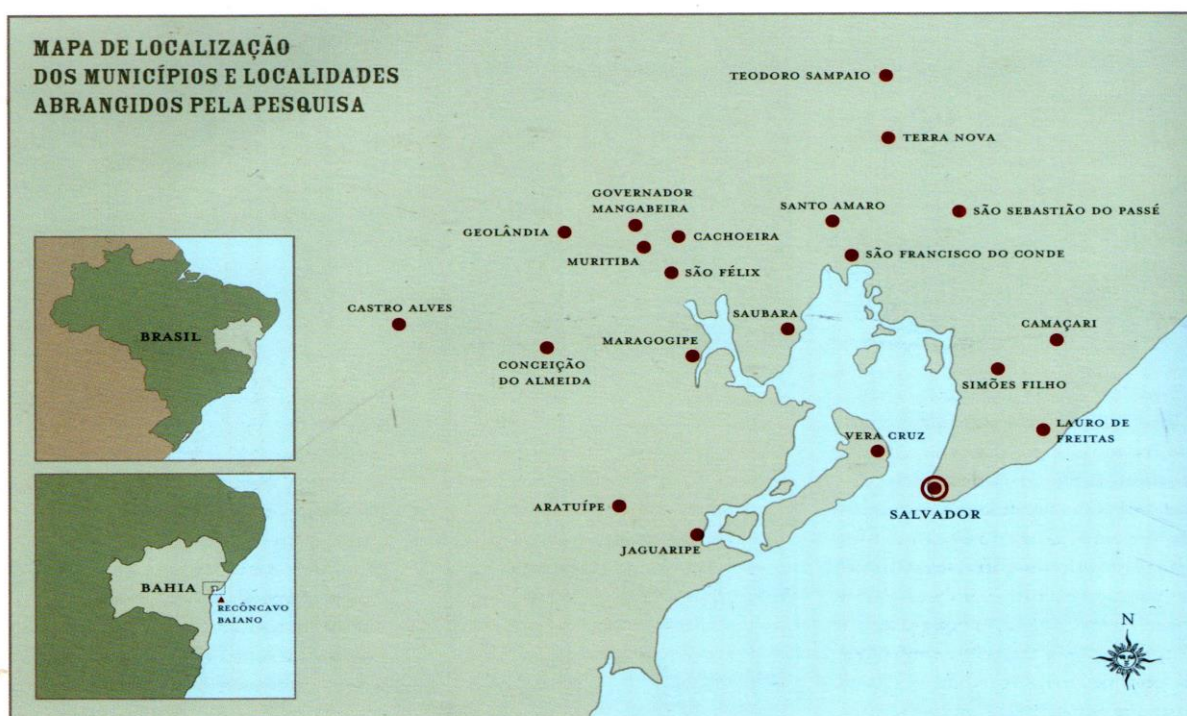 MAPA DE LOCALIZAÇÃO
DOS MUNICÍPIOS E LOCALIDADES
ABRANGIDOS PELA PESQUISA
TEODORO SAMPAIO
TERRA NOVA
GOVERNADOR
MANGABEIRA
SANTO AMARO
SÃO SEBASTIÃO DO PASSÉ
GEOLÂNDIA
CACHOEIRA
MURITIBA
SÃO FRANCISCO DO CONDE
SÃO FÉLIX
CASTRO ALVES
SAUBARA
CAMAÇARI
BRASIL
MARAGOGIPE
CONCEIÇÃO
DO ALMEIDA
SIMÕES FILHO
LAURO DE
FREITAS
VERA CRUZ
ARATUÍPE
SALVADOR
JAGUARIPE
BAHIA
RECÔNCAVO
BAIANO
N